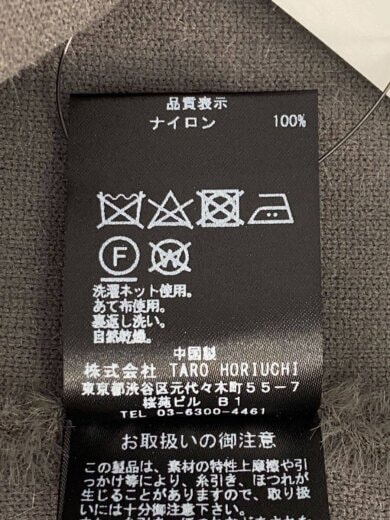 品質表示
ナイロン 100%
F
W
洗濯ネット使用。
あて布使用。
裏返し洗い。
自然乾燥。
中国製
株式会社 TARO HORIUCHI
東京都渋谷区元代々木町55-7
桜苑ビル B1
TEL 03-6300-4461
お取扱いの御注意
この製品は、素材の特性上摩擦や引
っかけ等により、糸引き、ほつれが
生じることがありますので、取り扱
いには十分御注意下さい。